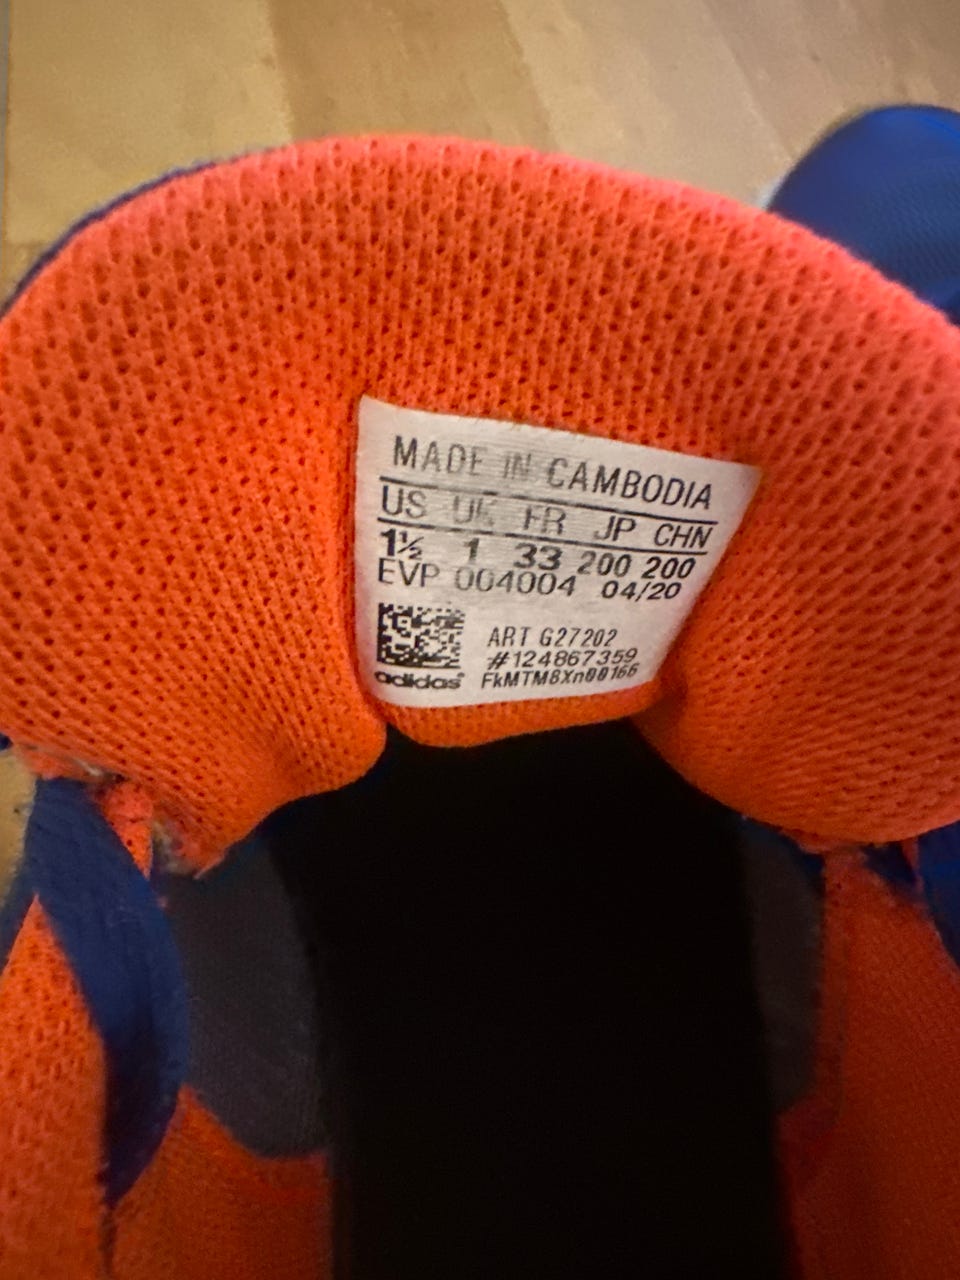 MADE IN CAMBODIA
US UK FR JP CHN
1½ 1 33 200 200
EVP 004004 04/20
ART G27202
#124867359
FkMTM8Xn00166
adidas